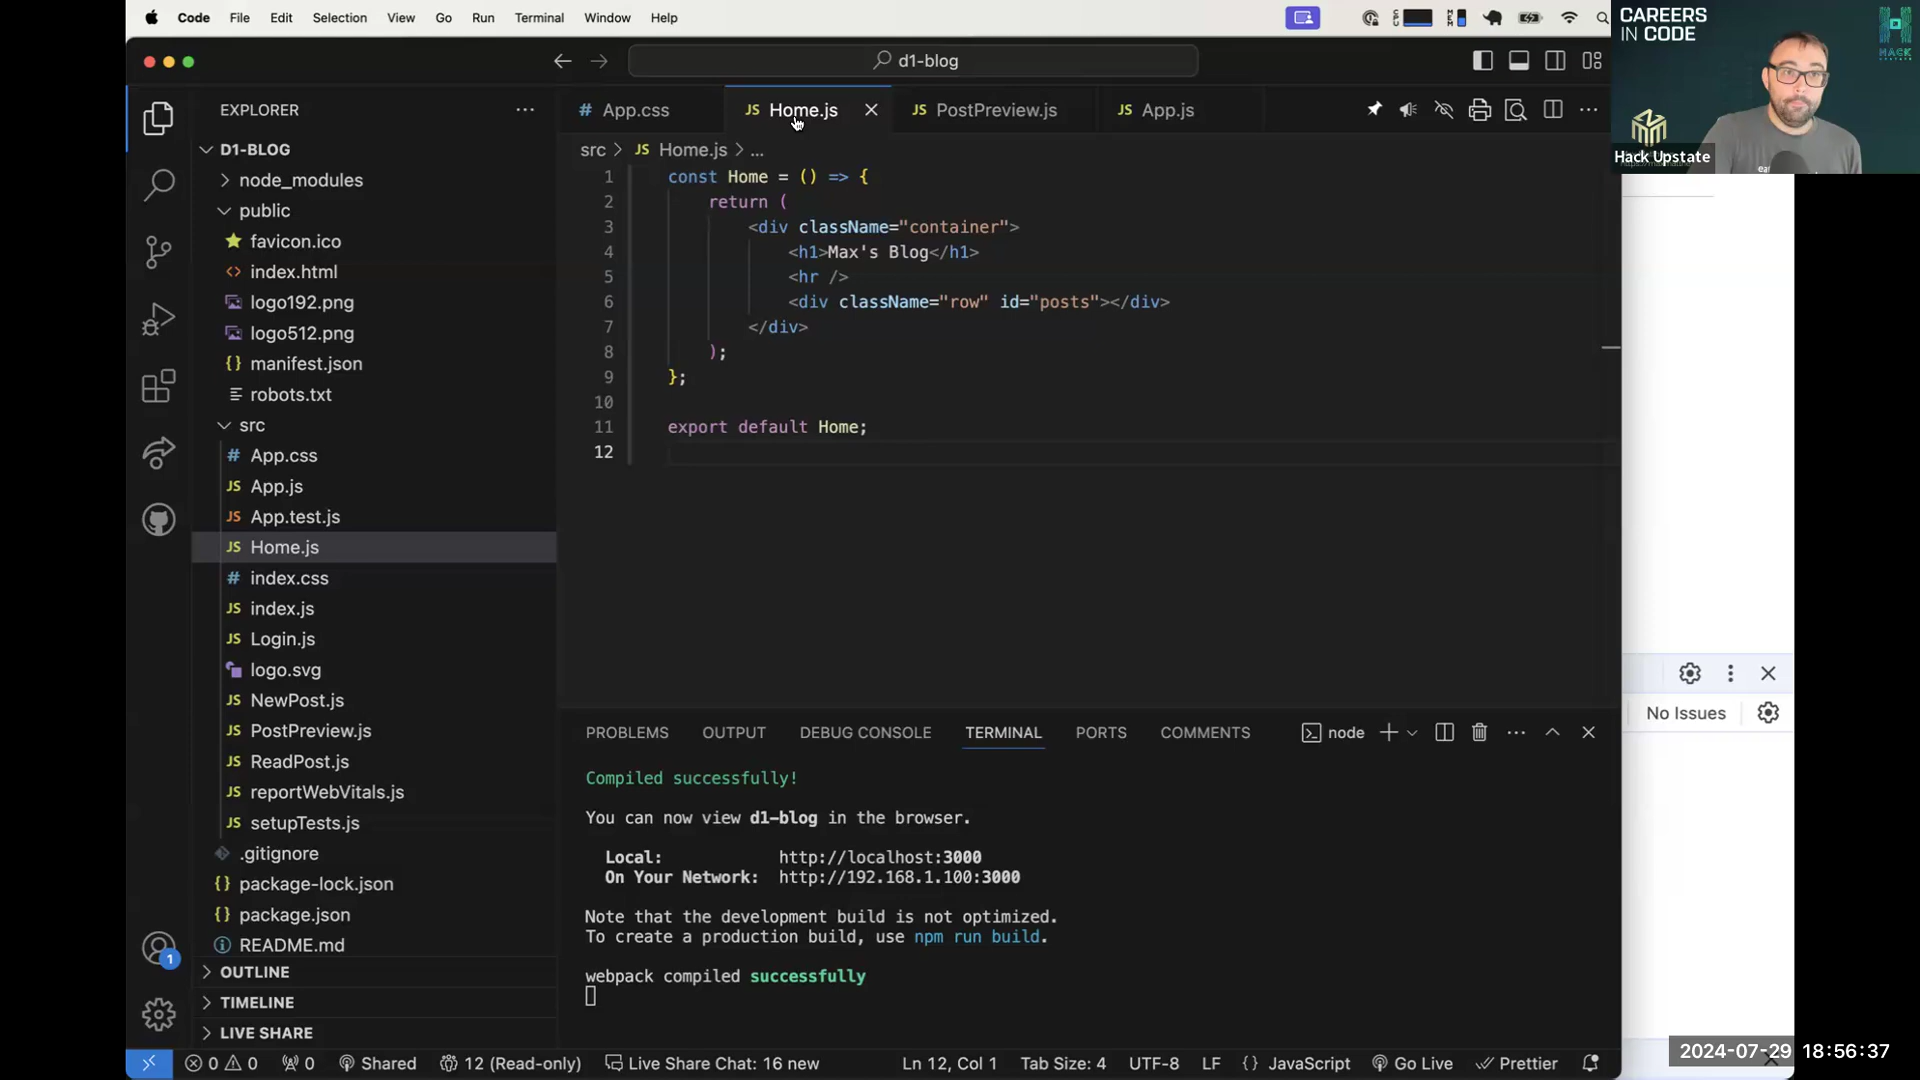 Code File Edit Selection View Go Run Terminal Window Help
d1-blog
EXPLORER
D1-BLOG
node_modules
public
favicon.ico
index.html
logo192.png
logo512.png
manifest.json
robots.txt
src
App.css
App.js
App.test.js
Home.js
index.css
index.js
Login.js
logo.svg
NewPost.js
PostPreview.js
ReadPost.js
reportWebVitals.js
setupTests.js
.gitignore
package-lock.json
package.json
README.md
OUTLINE
TIMELINE
LIVE SHARE
App.css Home.js PostPreview.js App.js
src > JS Home.js > ...
1 const Home = () => {
2 return (
3 <div className="container">
4 <h1>Max's Blog</h1>
5 <hr />
6 <div className="row" id="posts"></div>
7 </div>
8 );
9 };
10
11 export default Home;
12
PROBLEMS OUTPUT DEBUG CONSOLE TERMINAL PORTS COMMENTS node
Compiled successfully!
You can now view d1-blog in the browser.
Local: http://localhost:3000
On Your Network: http://192.168.1.100:3000
Note that the development build is not optimized.
To create a production build, use npm run build.
webpack compiled successfully
0 0 0 Shared 12 (Read-only) Live Share Chat: 16 new Ln 12, Col 1 Tab Size: 4 UTF-8 LF {} JavaScript Go Live Prettier
CAREERS
IN CODE
HACK
UPSTATE
Hack Upstate
No Issues
1
2024-07-29 18:56:37